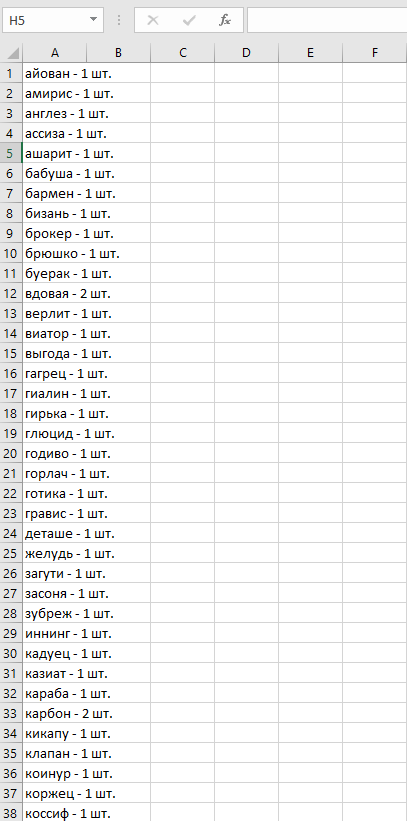 H5 fx
A B C D E F
1 айован - 1 шт.
2 амирис - 1 шт.
3 англез - 1 шт.
4 ассиза - 1 шт.
5 ашарит - 1 шт.
6 бабуша - 1 шт.
7 бармен - 1 шт.
8 бизань - 1 шт.
9 брокер - 1 шт.
10 брюшко - 1 шт.
11 буерак - 1 шт.
12 вдовая - 2 шт.
13 верлит - 1 шт.
14 виатор - 1 шт.
15 выгода - 1 шт.
16 гагрец - 1 шт.
17 гиалин - 1 шт.
18 гирька - 1 шт.
19 глюцид - 1 шт.
20 годиво - 1 шт.
21 горлач - 1 шт.
22 готика - 1 шт.
23 гравис - 1 шт.
24 деташе - 1 шт.
25 желудь - 1 шт.
26 загути - 1 шт.
27 засоня - 1 шт.
28 зубреж - 1 шт.
29 иннинг - 1 шт.
30 кадуец - 1 шт.
31 казиат - 1 шт.
32 караба - 1 шт.
33 карбон - 2 шт.
34 кикапу - 1 шт.
35 клапан - 1 шт.
36 коинур - 1 шт.
37 коржец - 1 шт.
38 коссиф - 1 шт.